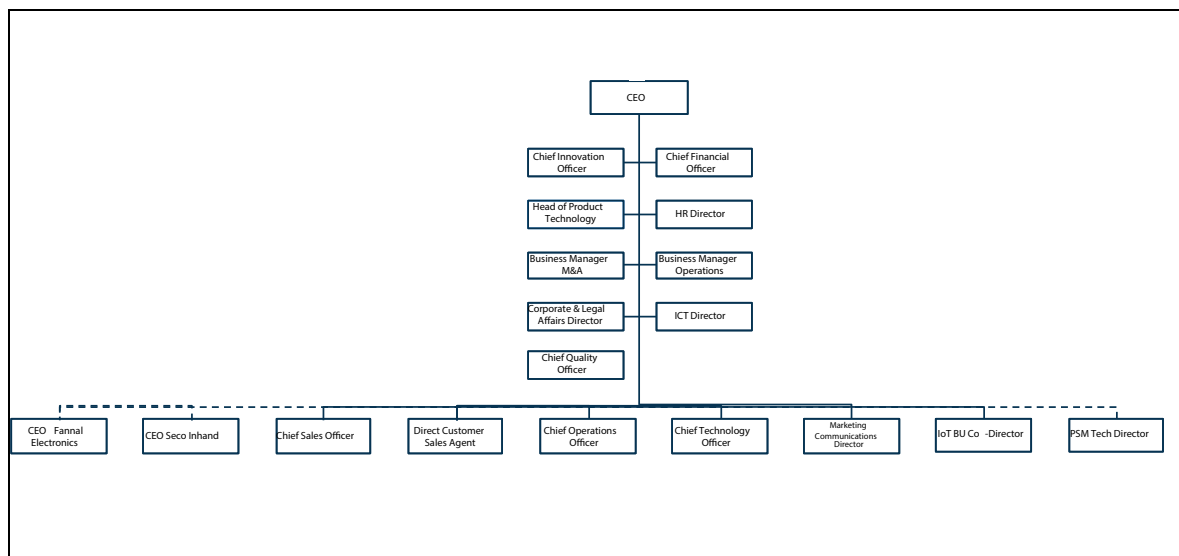 CEO
Chief Innovation
Officer
Chief Financial
Officer
Head of Product
Technology
HR Director
Business Manager
M&A
Business Manager
Operations
Corporate & Legal
Affairs Director
ICT Director
Chief Quality
Officer
CEO Fannal
Electronics
CEO Seco Inhand
Chief Sales Officer
Direct Customer
Sales Agent
Chief Operations
Officer
Chief Technology
Officer
Marketing
Communications
Director
IoT BU Co -Director
PSM Tech Director